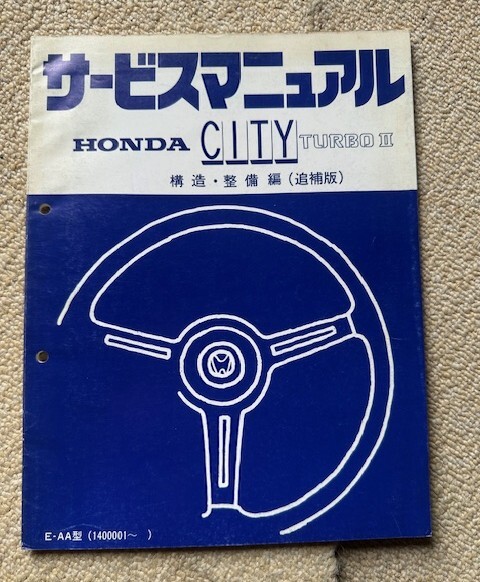 サービスマニュアル
HONDA CITY TURBO II
構造・整備編(追補版)
E-AA型 (1400001~ )